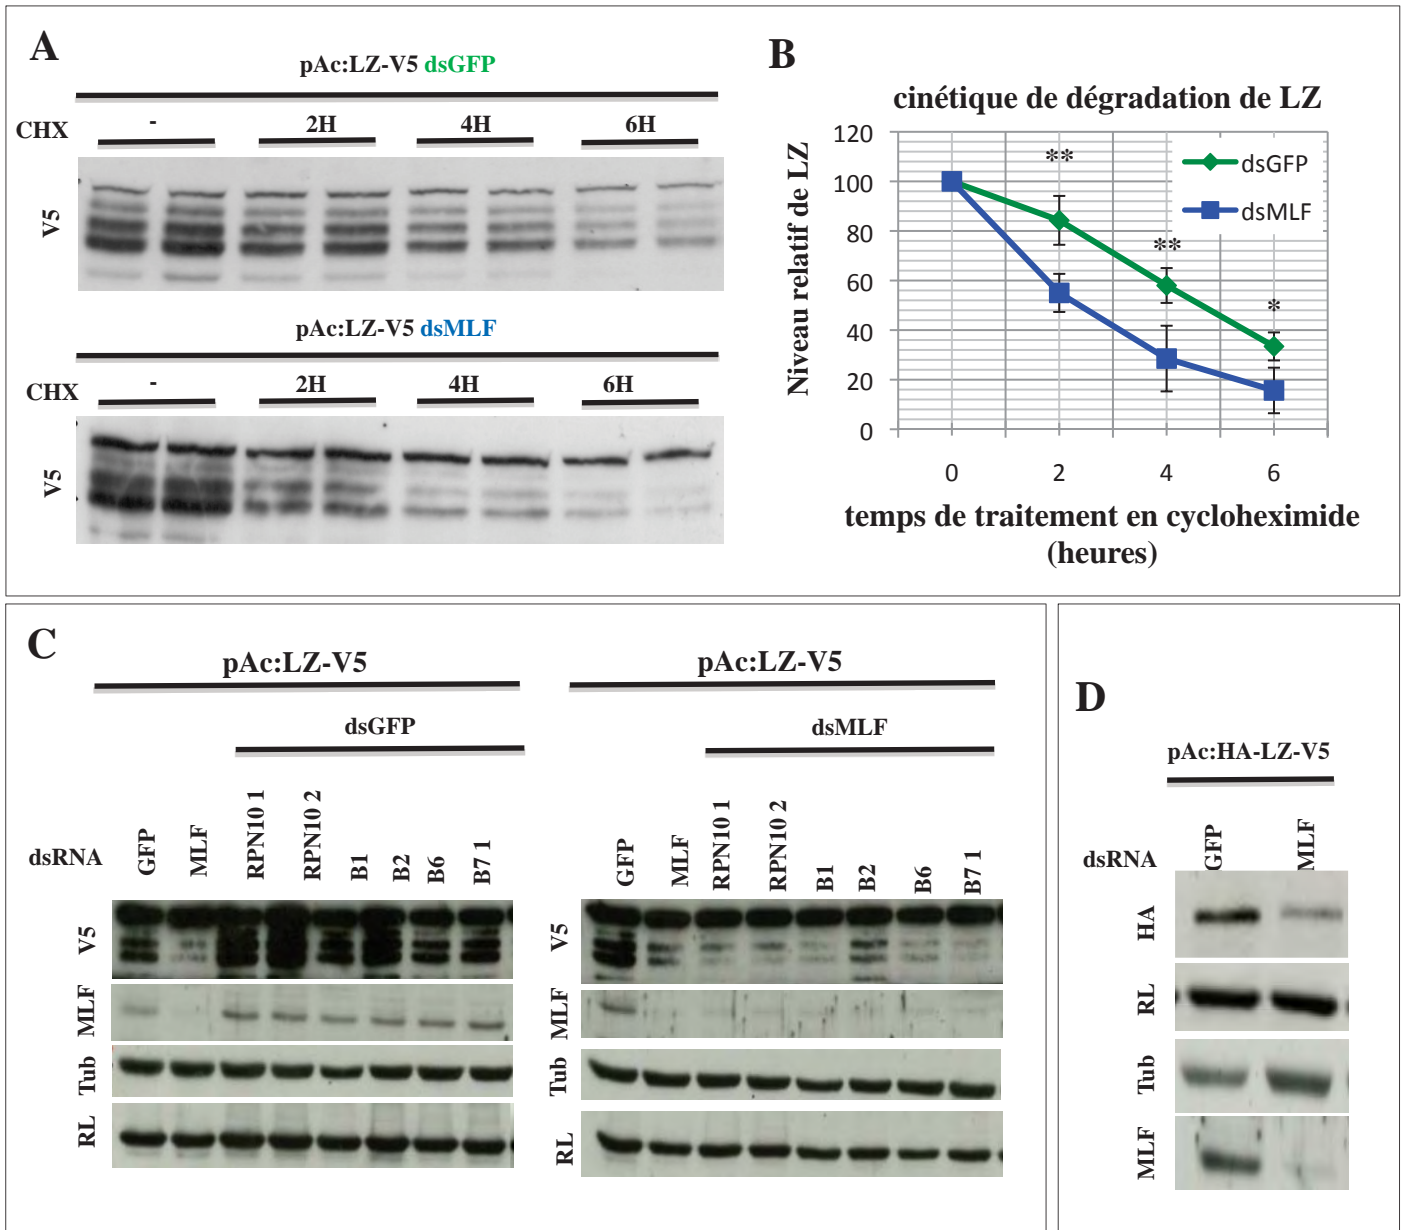 A
pAc:LZ-V5 dsGFP
CHX
-
2H
4H
6H
V5
pAc:LZ-V5 dsMLF
CHX
-
2H
4H
6H
V5
B
cinétique de dégradation de LZ
Niveau relatif de LZ
120
100
80
60
40
20
0
**
**
*
dsGFP
dsMLF
0 2 4 6
temps de traitement en cycloheximide
(heures)
C
pAc:LZ-V5
dsGFP
dsRNA
GFP
MLF
RPN10 1
RPN10 2
B1
B2
B6
B7 1
V5
MLF
Tub
RL
pAc:LZ-V5
dsMLF
GFP
MLF
RPN10 1
RPN10 2
B1
B2
B6
B7 1
V5
MLF
Tub
RL
D
pAc:HA-LZ-V5
dsRNA
GFP
MLF
HA
RL
Tub
MLF